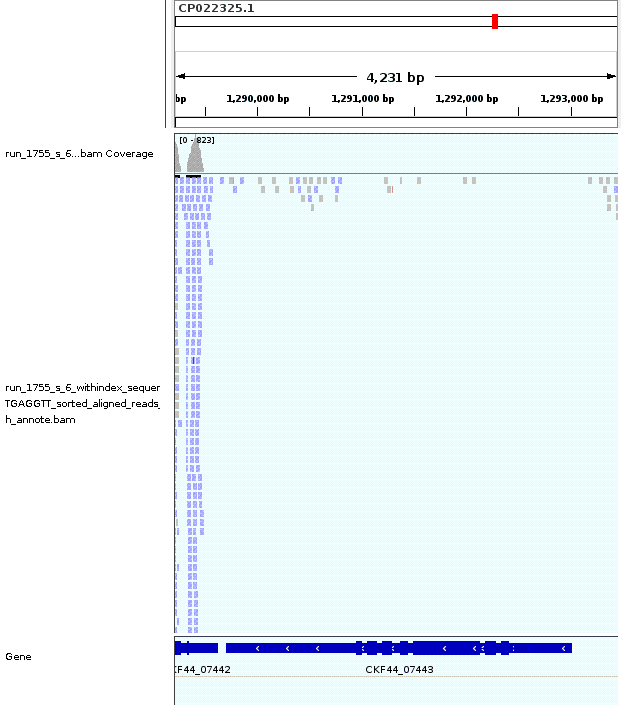 CP022325.1
4,231 bp
bp 1,290,000 bp 1,291,000 bp 1,292,000 bp 1,293,000 bp
[0 - 823]
run_1755_s_6...bam Coverage
run_1755_s_6_withindex_sequer
TGAGGTT_sorted_aligned_reads_
h_annote.bam
Gene
KF44_07442 CKF44_07443